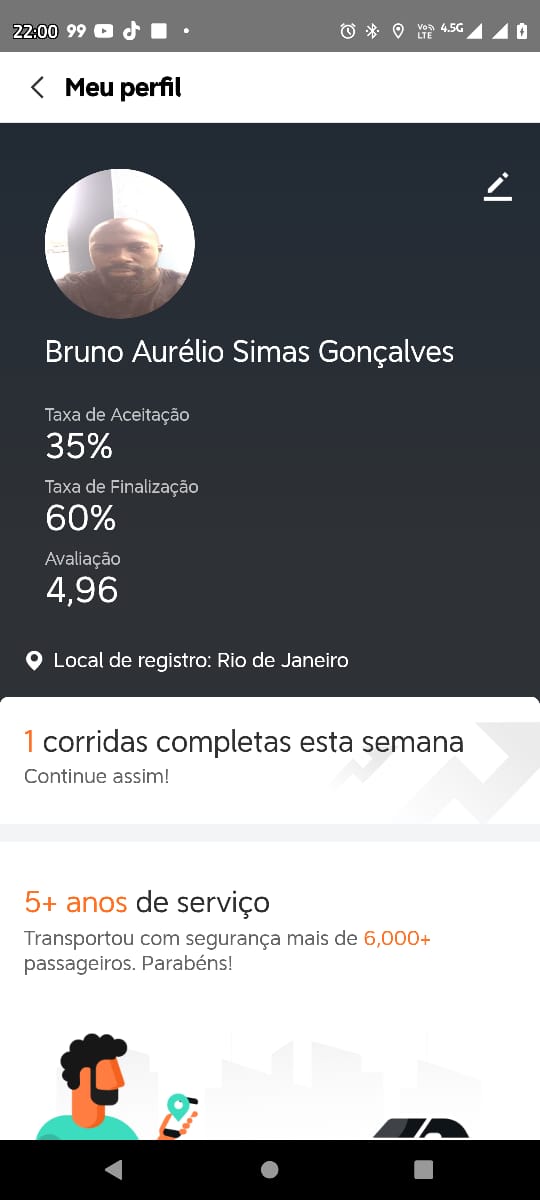 22:00 99
Vo)) LTE 4.5G
Meu perfil
Bruno Aurélio Simas Gonçalves
Taxa de Aceitação
35%
Taxa de Finalização
60%
Avaliação
4,96
Local de registro: Rio de Janeiro
1 corridas completas esta semana
Continue assim!
5+ anos de serviço
Transportou com segurança mais de 6,000+
passageiros. Parabéns!